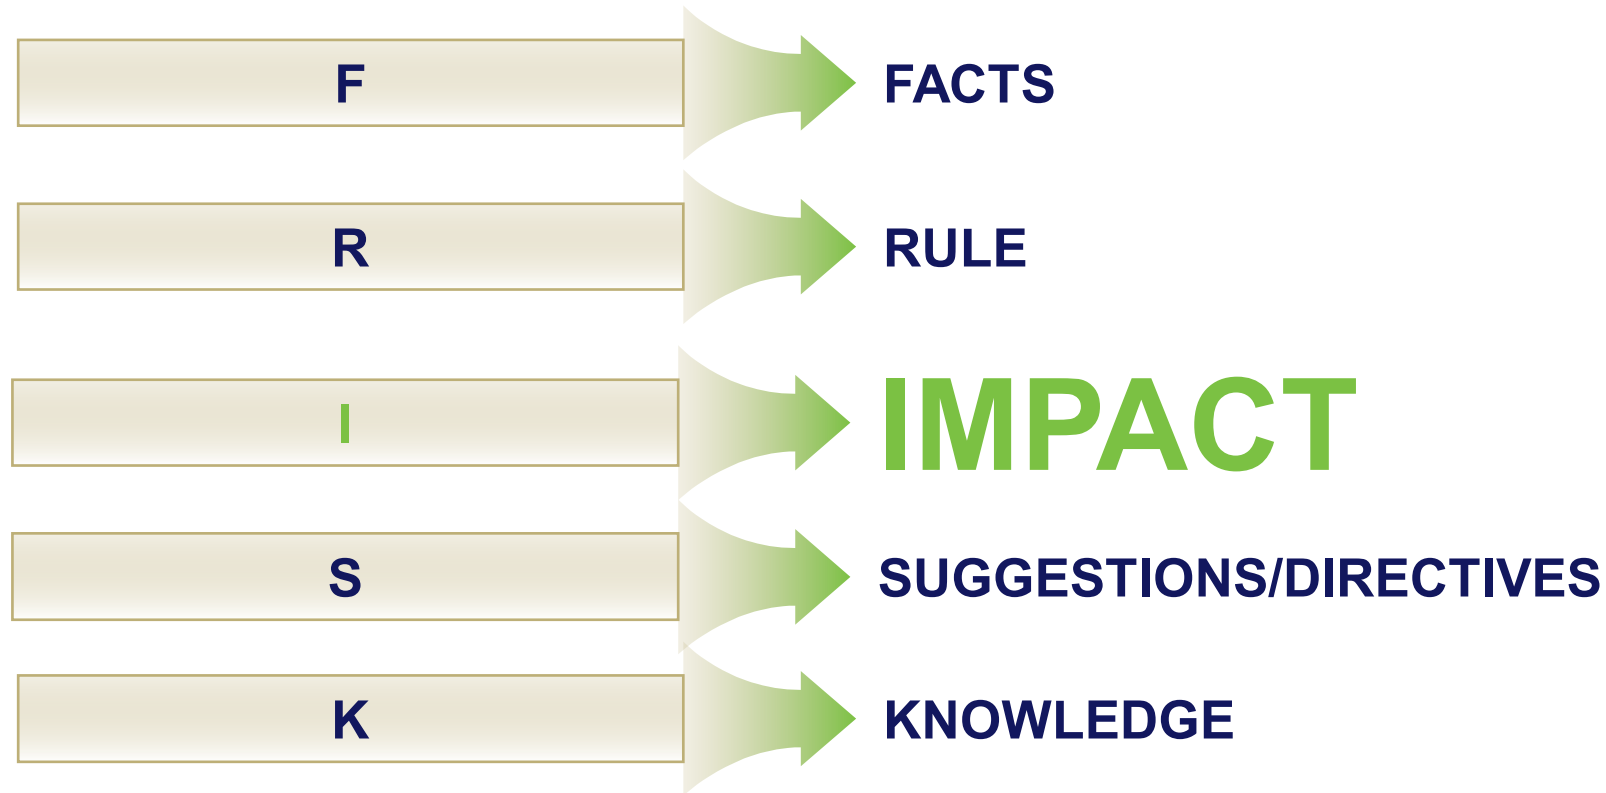 F FACTS
R RULE
I IMPACT
S SUGGESTIONS/DIRECTIVES
K KNOWLEDGE